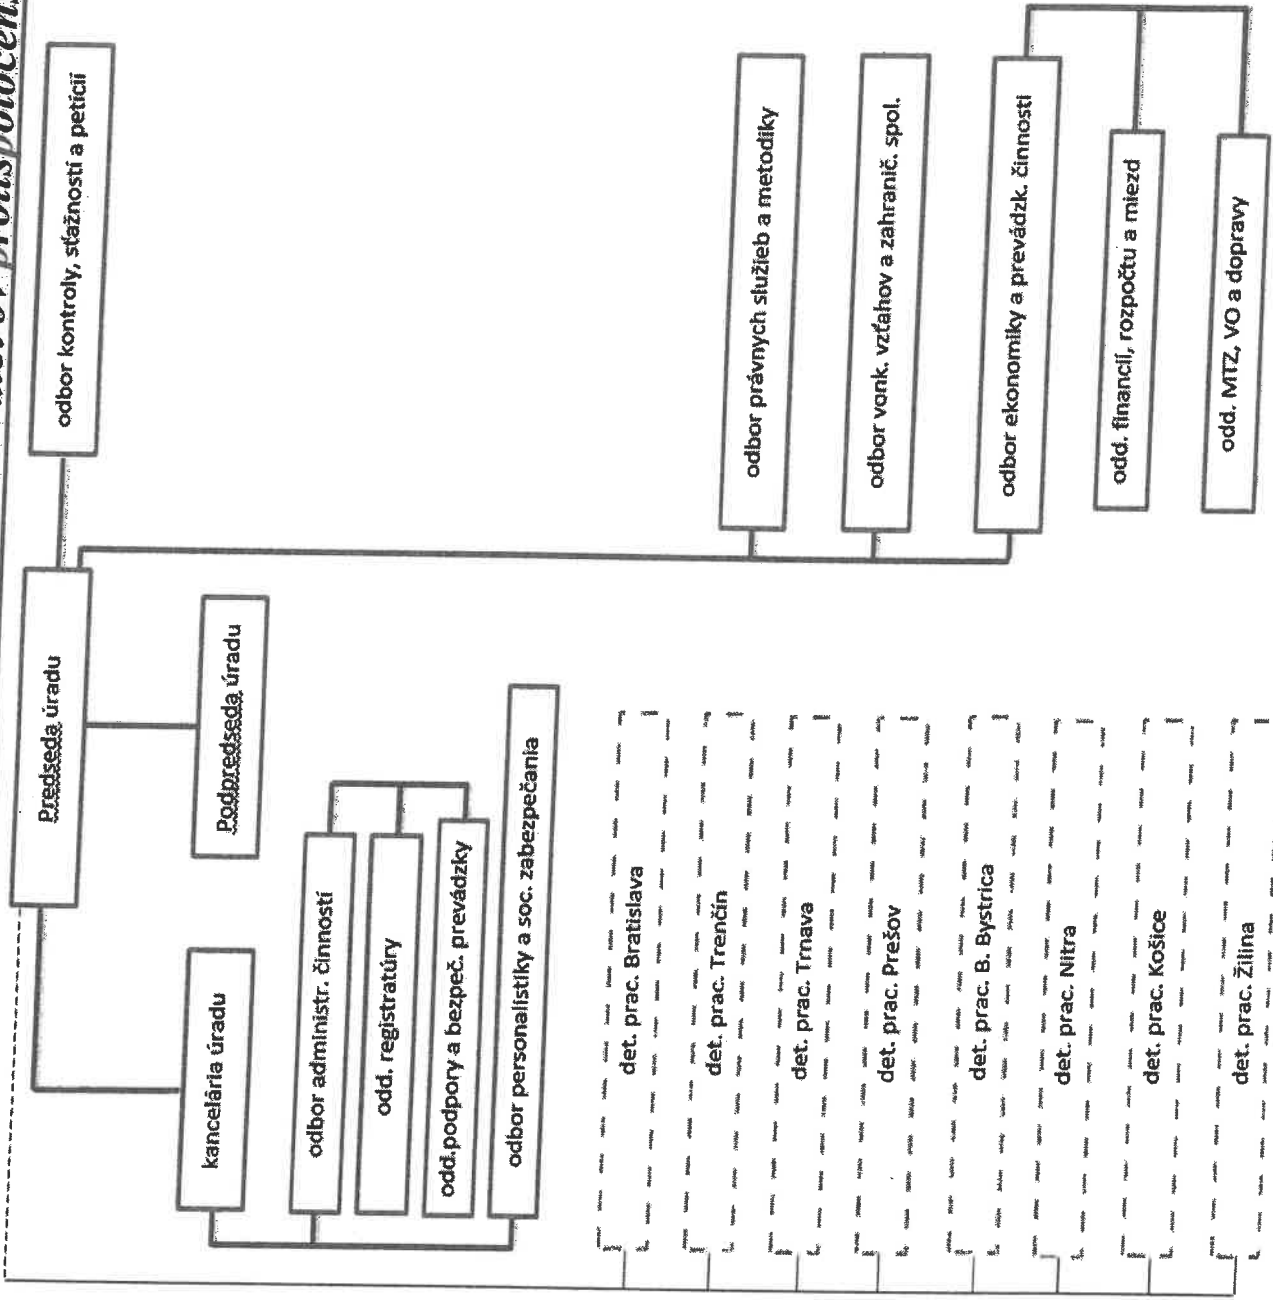 Predseda úradu
odbor kontroly, sťažností a petícií
Podpredseda úradu
kancelária úradu
odbor administr. činností
odd. registratúry
odd.podpory a bezpeč. prevádzky
odbor personalistiky a soc. zabezpečania
det. prac. Bratislava
det. prac. Trenčín
det. prac. Trnava
det. prac. Prešov
det. prac. B. Bystrica
det. prac. Nitra
det. prac. Košice
det. prac. Žilina
odbor právnych služieb a metodiky
odbor vonk. vzťahov a zahranič. spol.
odbor ekonomiky a prevádzk. činnosti
odd. financií, rozpočtu a miezd
odd. MTZ, VO a dopravy